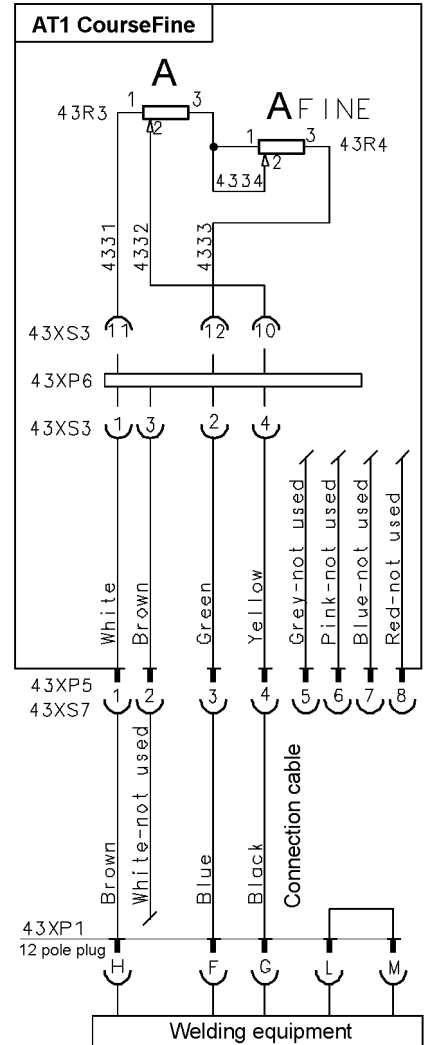 AT1 CourseFine
A
1 3
43R3
2
A FINE
1 3
43R4
2
4334
4331
4332
4333
43XS3 11 12 10
43XP6
43XS3 1 3 2 4
White
Brown
Green
Yellow
Grey-not used
Pink-not used
Blue-not used
Red-not used
43XP5
43XS7 1 2 3 4 5 6 7 8
Brown
White-not used
Blue
Black
Connection cable
43XP1
12 pole plug
H F G L M
Welding equipment